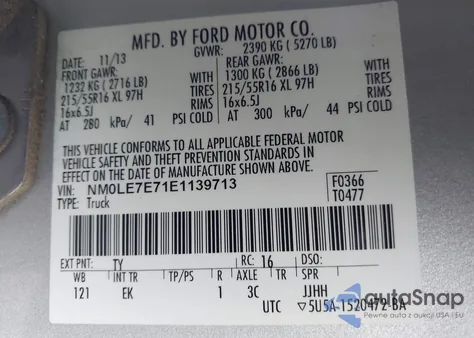 MFD. BY FORD MOTOR CO.
DATE: 11/13 GVWR: 2390 KG ( 5270 LB)
FRONT GAWR: REAR GAWR:
1232 KG ( 2716 LB) WITH 1300 KG ( 2866 LB) WITH
215/55R16 XL 97H TIRES 215/55R16 XL 97H TIRES
16x6.5J RIMS 16x6.5J RIMS
AT 280 kPa/ 41 PSI COLD AT 300 kPa/ 44 PSI COLD
THIS VEHICLE CONFORMS TO ALL APPLICABLE FEDERAL MOTOR
VEHICLE SAFETY AND THEFT PREVENTION STANDARDS IN
EFFECT ON THE DATE OF MANUFACTURE SHOWN ABOVE.
VIN: NM0LE7E71E1139713 F0366
TYPE: Truck T0477
EXT PNT: TY RC: 16 DSO:
WB INT TR TP/PS R AXLE TR SPR
121 EK 1 3C JJHH
UTC ▽5U5A-1520472-BA
autoSnap
Рынок автоаукционов USA | EU